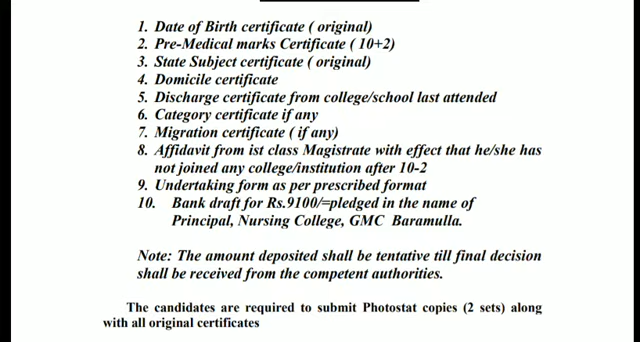 1. Date of Birth certificate ( original)
2. Pre-Medical marks Certificate ( 10+2)
3. State Subject certificate ( original)
4. Domicile certificate
5. Discharge certificate from college/school last attended
6. Category certificate if any
7. Migration certificate ( if any)
8. Affidavit from ist class Magistrate with effect that he/she has
not joined any college/institution after 10-2
9. Undertaking form as per prescribed format
10. Bank draft for Rs.9100/=pledged in the name of
Principal, Nursing College, GMC Baramulla.
Note: The amount deposited shall be tentative till final decision
shall be received from the competent authorities.
The candidates are required to submit Photostat copies (2 sets) along
with all original certificates